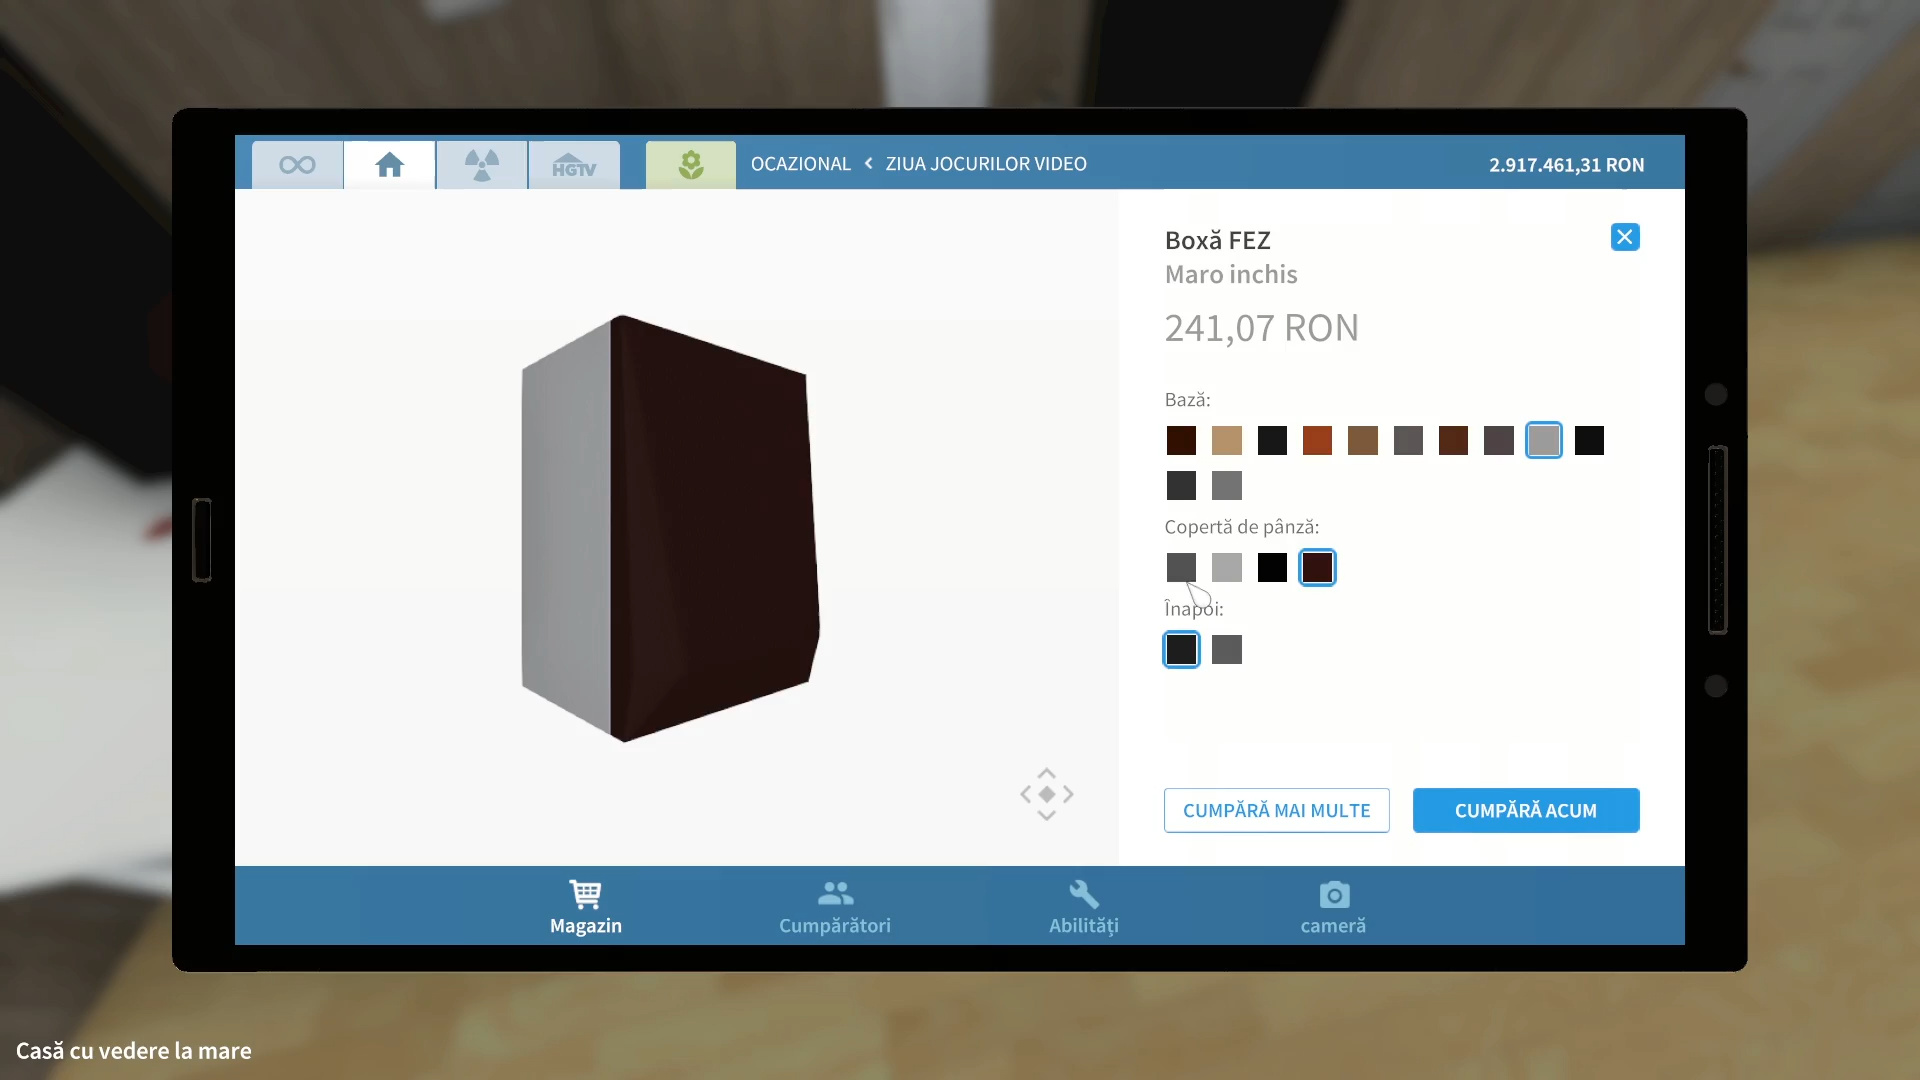 HGTV
OCAZIONAL < ZIUA JOCURILOR VIDEO
2.917.461,31 RON
Boxă FEZ
Maro inchis
241,07 RON
Bază:
Copertă de pânză:
Înapoi:
CUMPĂRĂ MAI MULTE
CUMPĂRĂ ACUM
Magazin
Cumpărători
Abilități
cameră
Casă cu vedere la mare